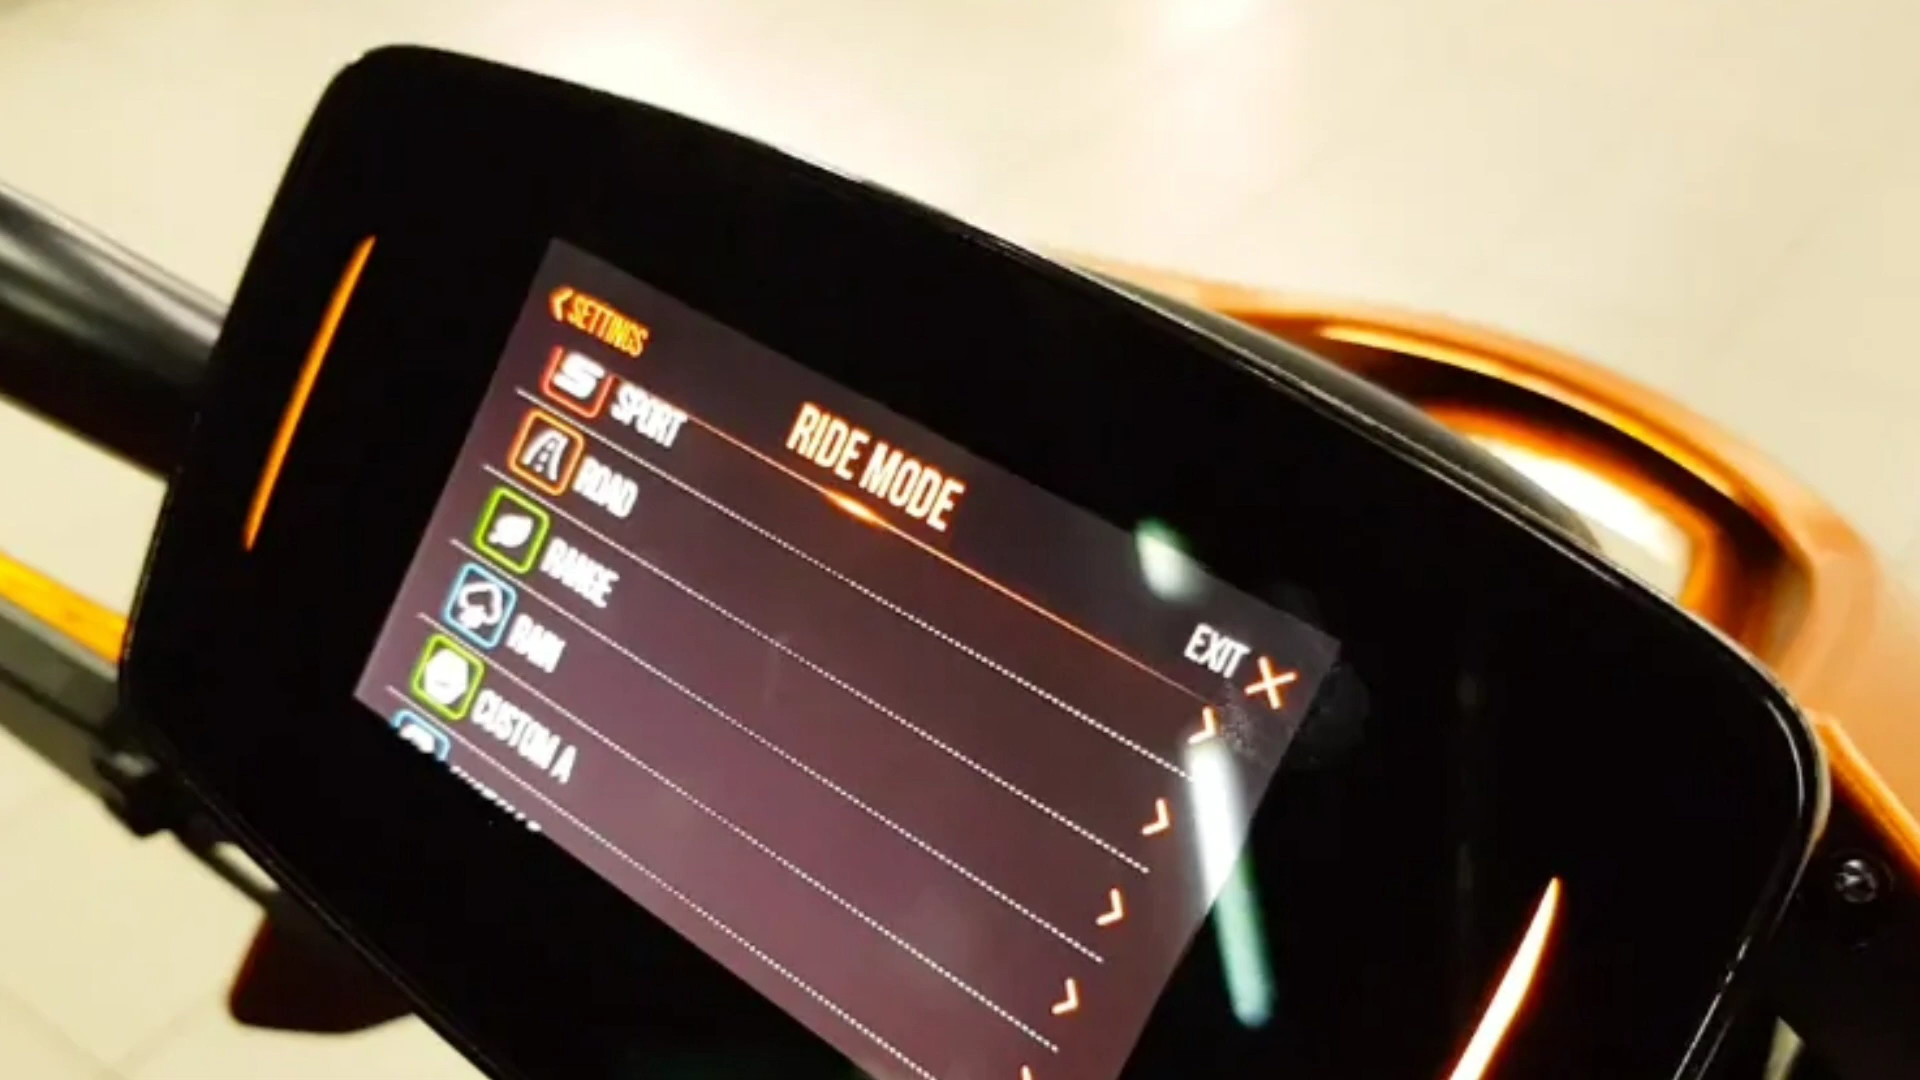 SETTINGS
RIDE MODE
EXIT
SPORT
ROAD
RANGE
RAIN
CUSTOM A